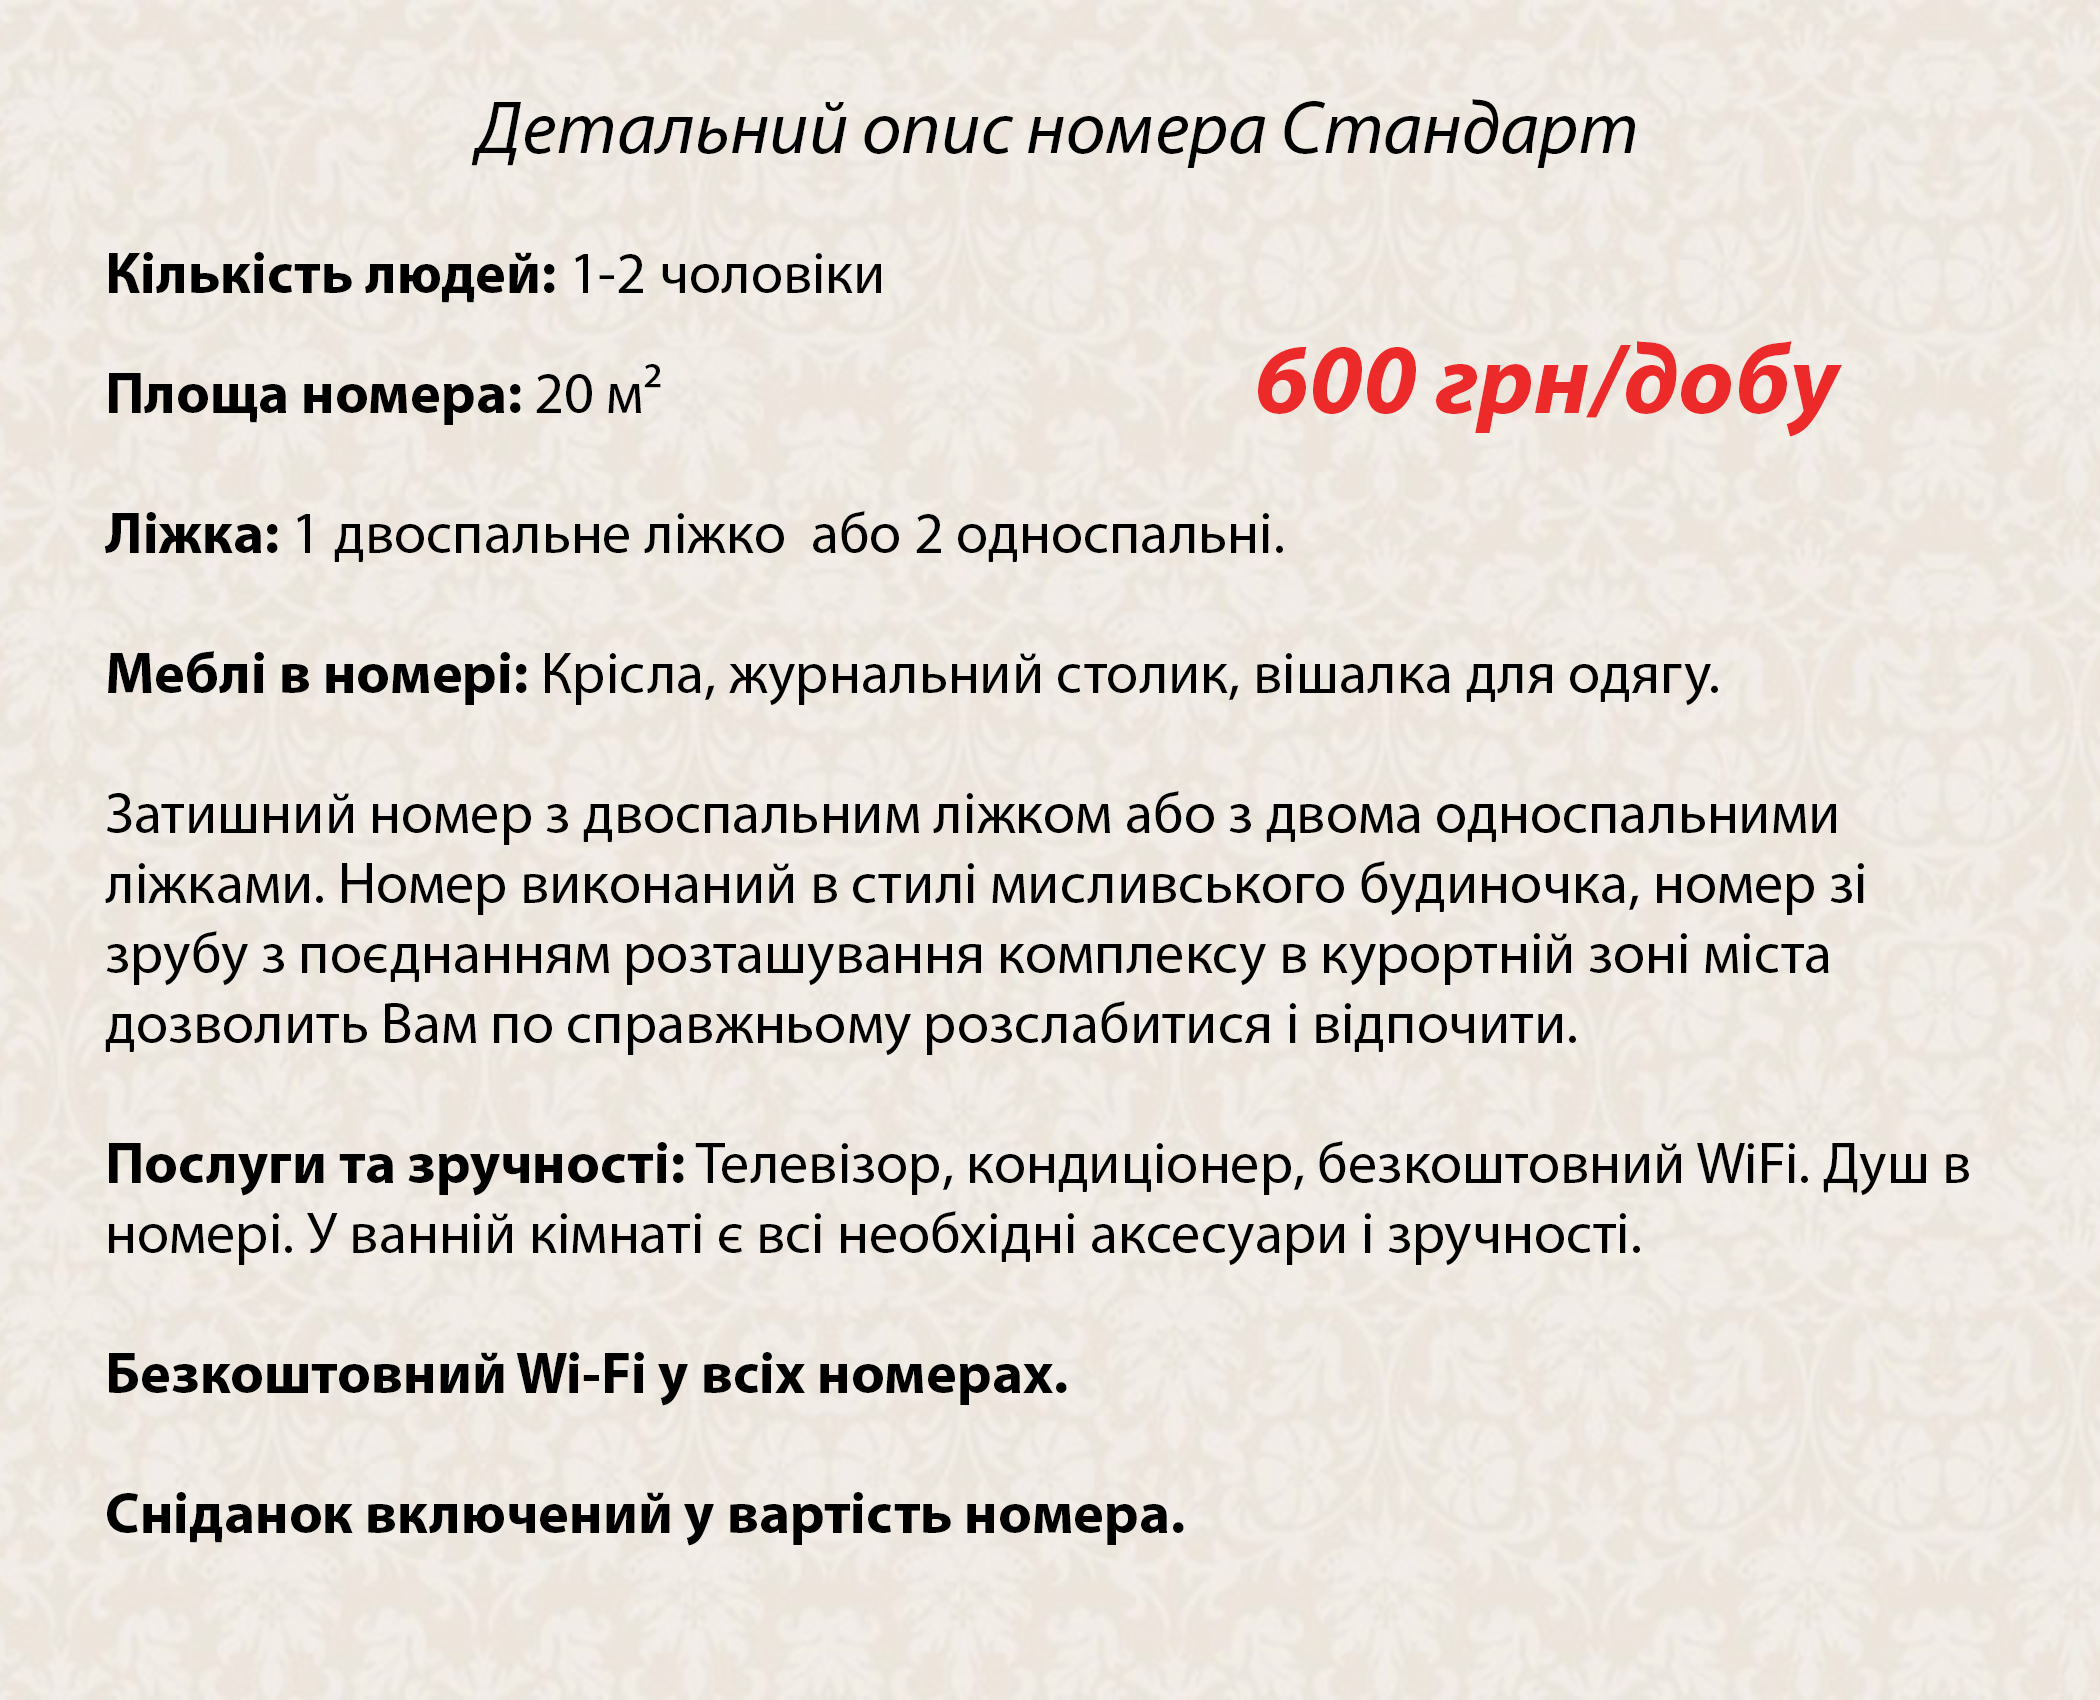 Детальний опис номера Стандарт
Кількість людей: 1-2 чоловіки
600 грн/добу
Площа номера: 20 м²
Ліжка: 1 двоспальне ліжко  або 2 односпальні.
Меблі в номері: Крісла, журнальний столик, вішалка для одягу.
Затишний номер з двоспальним ліжком або з двома односпальними
ліжками. Номер виконаний в стилі мисливського будиночка, номер зі
зрубу з поєднанням розташування комплексу в курортній зоні міста
дозволить Вам по справжньому розслабитися і відпочити.
Послуги та зручності: Телевізор, кондиціонер, безкоштовний WiFi. Душ в
номері. У ванній кімнаті є всі необхідні аксесуари і зручності.
Безкоштовний Wi-Fi у всіх номерах.
Сніданок включений у вартість номера.